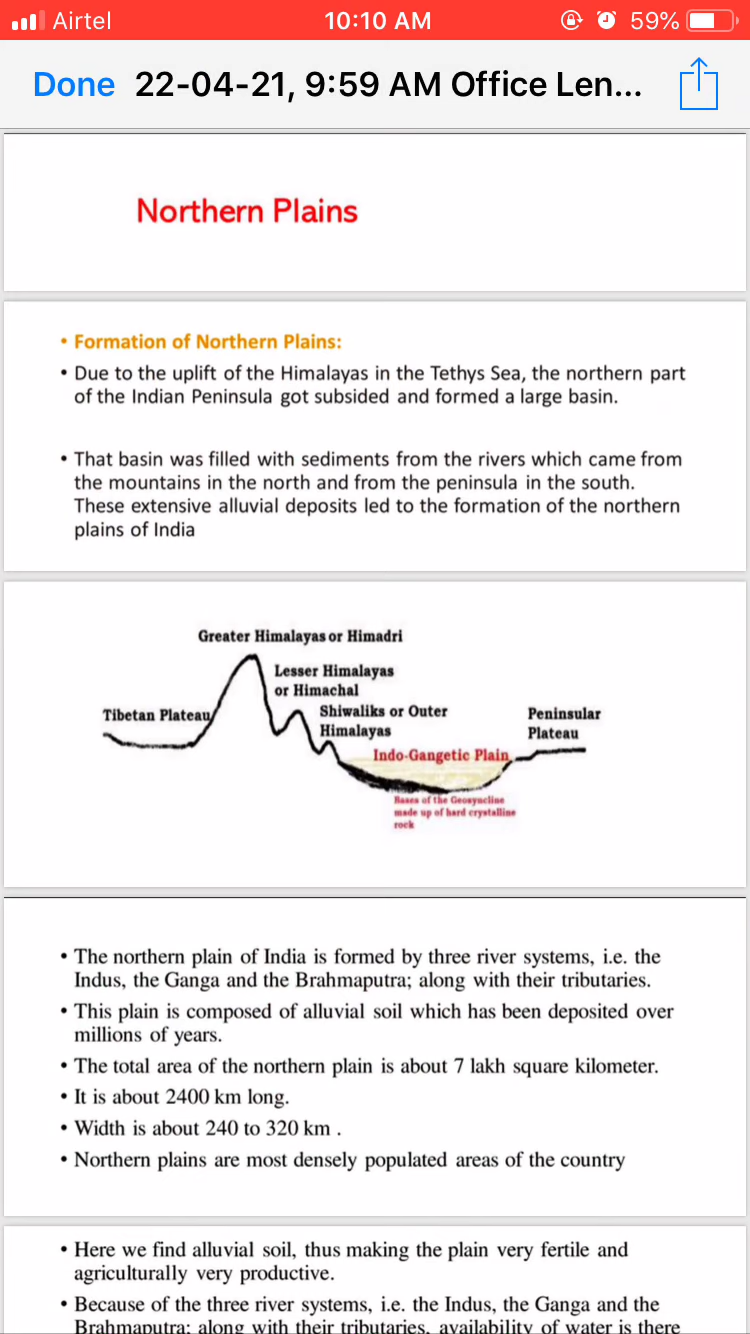 Airtel 10:10 AM 59%
Done 22-04-21, 9:59 AM Office Len...
Northern Plains
• Formation of Northern Plains:
• Due to the uplift of the Himalayas in the Tethys Sea, the northern part
of the Indian Peninsula got subsided and formed a large basin.
• That basin was filled with sediments from the rivers which came from
the mountains in the north and from the peninsula in the south.
These extensive alluvial deposits led to the formation of the northern
plains of India
Greater Himalayas or Himadri
Lesser Himalayas
or Himachal
Tibetan Plateau
Shiwaliks or Outer
Himalayas
Peninsular
Plateau
Indo-Gangetic Plain
Bases of the Geosyncline
made up of hard crystalline
rock
• The northern plain of India is formed by three river systems, i.e. the
Indus, the Ganga and the Brahmaputra; along with their tributaries.
• This plain is composed of alluvial soil which has been deposited over
millions of years.
• The total area of the northern plain is about 7 lakh square kilometer.
• It is about 2400 km long.
• Width is about 240 to 320 km .
• Northern plains are most densely populated areas of the country
• Here we find alluvial soil, thus making the plain very fertile and
agriculturally very productive.
• Because of the three river systems, i.e. the Indus, the Ganga and the
Brahmaputra; along with their tributaries, availability of water is there